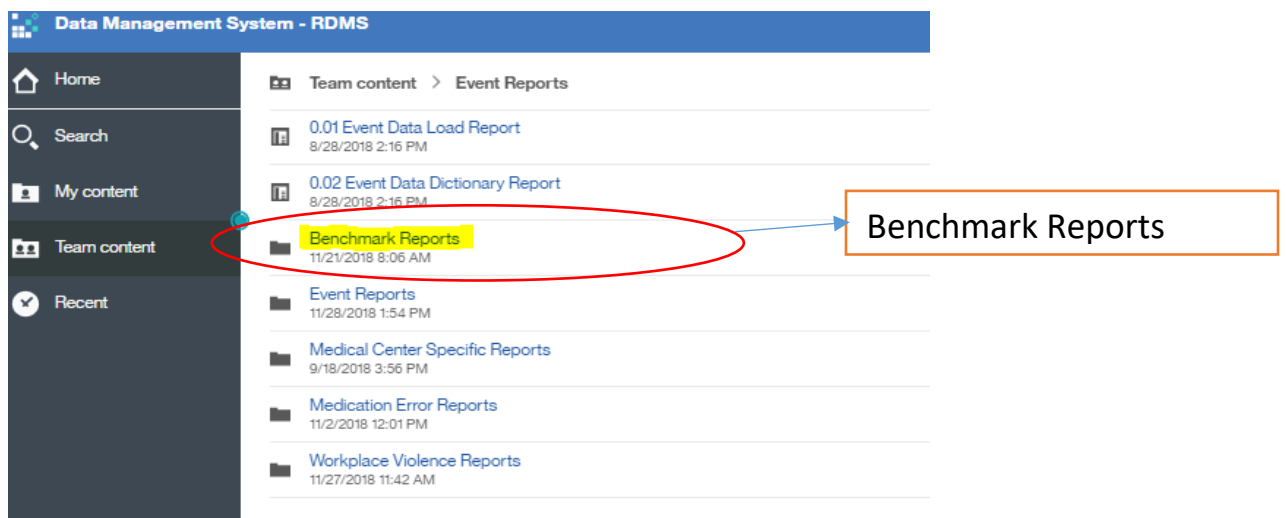 Data Management System - RDMS
Home
Search
My content
Team content
Recent
Team content > Event Reports
0.01 Event Data Load Report
8/28/2018 2:16 PM
0.02 Event Data Dictionary Report
8/28/2018 2:16 PM
Benchmark Reports
11/21/2018 8:06 AM
Event Reports
11/28/2018 1:54 PM
Medical Center Specific Reports
9/18/2018 3:56 PM
Medication Error Reports
11/2/2018 12:01 PM
Workplace Violence Reports
11/27/2018 11:42 AM
Benchmark Reports